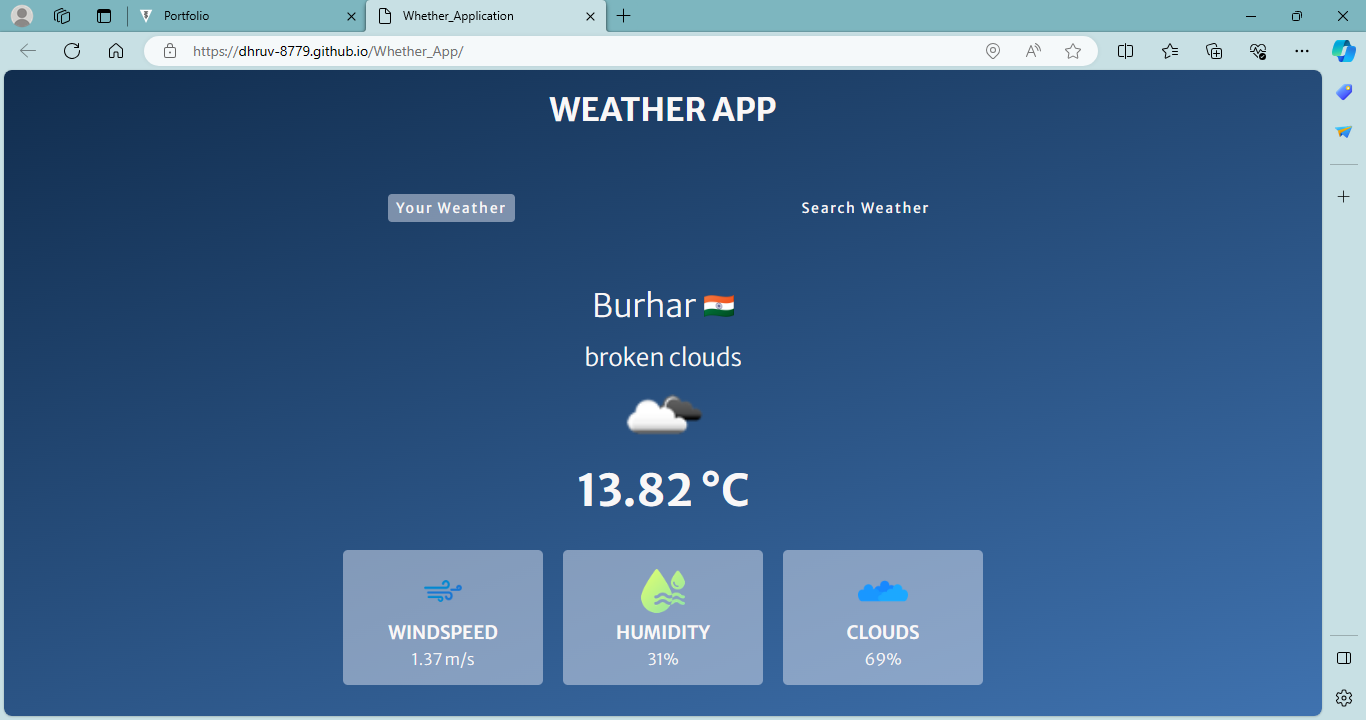 Portfolio
Whether_Application
https://dhruv-8779.github.io/Whether_App/
WEATHER APP
Your Weather
Search Weather
Burhar
broken clouds
13.82 °C
WINDSPEED
1.37 m/s
HUMIDITY
31%
CLOUDS
69%